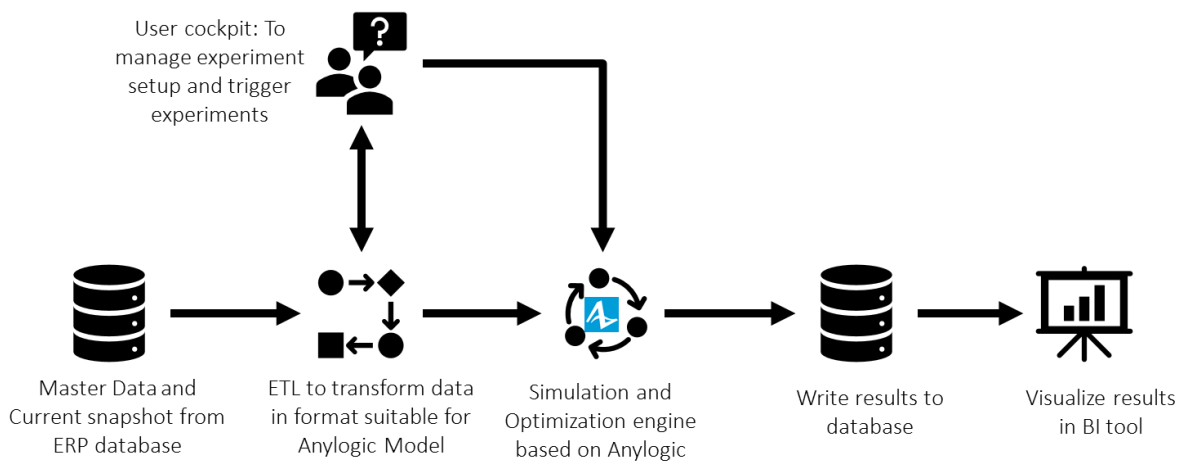 User cockpit: To
manage experiment
setup and trigger
experiments
?
Master Data and
Current snapshot from
ERP database
ETL to transform data
in format suitable for
Anylogic Model
Simulation and
Optimization engine
based on Anylogic
Write results to
database
Visualize results
in BI tool